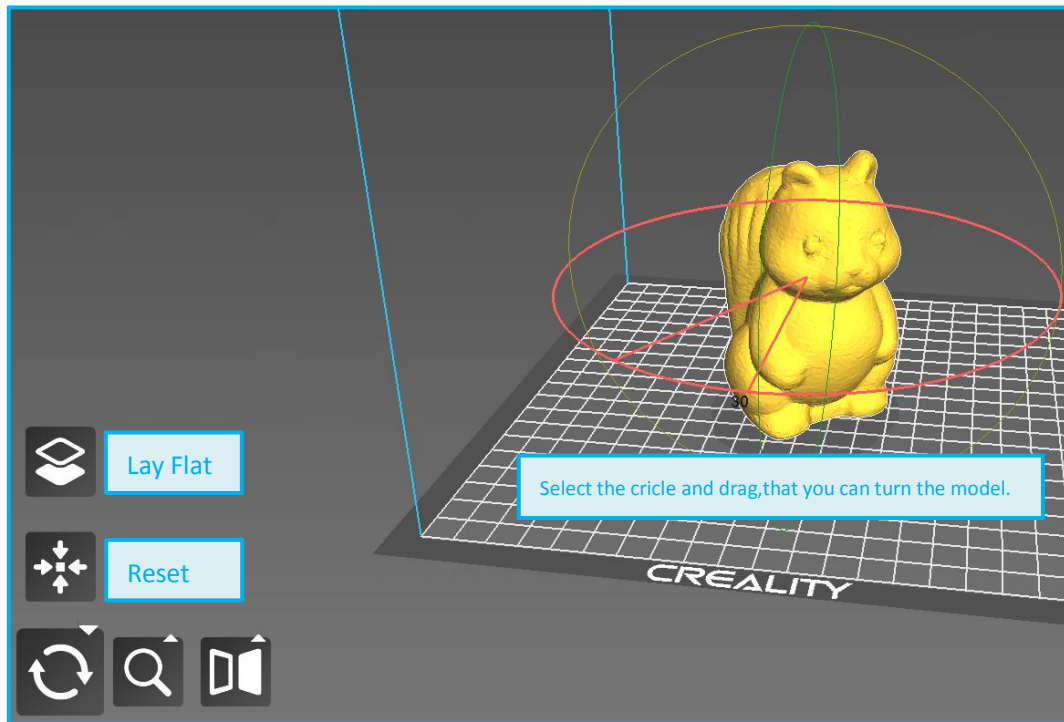 30
Lay Flat
Select the cricle and drag,that you can turn the model.
Reset
CREALITY